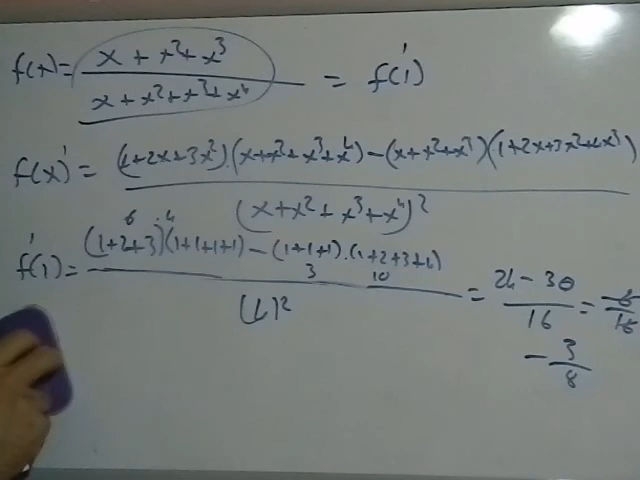 f(x) = (x + x² + x³) / (x + x² + x³ + x⁴) = f'(1)
f(x)' = ((1+2x+3x²)(x+x²+x³+x⁴) - (x+x²+x³)(1+2x+3x²+4x³)) / (x+x²+x³+x⁴)²
f'(1) = ((1+2+3)(1+1+1+1) - (1+1+1).(1+2+3+4)) / (4)² = (24 - 30) / 16 = -6/16
6 4 3 10
- 3/8